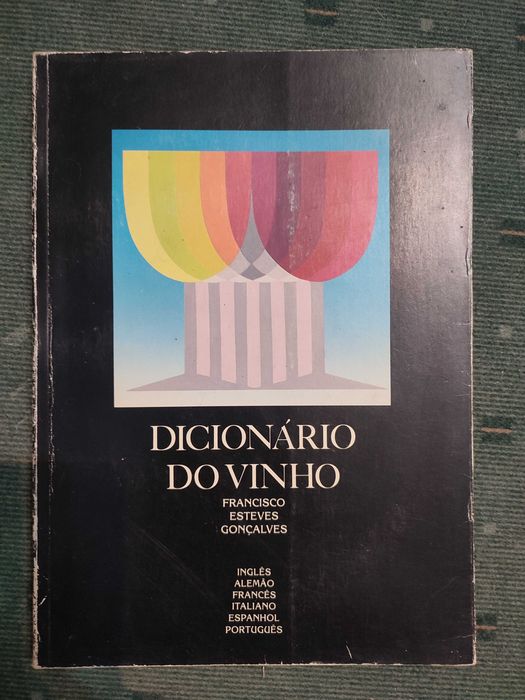 DICIONÁRIO
DO VINHO
FRANCISCO
ESTEVES
GONÇALVES
INGLÊS
ALEMÃO
FRANCÊS
ITALIANO
ESPANHOL
PORTUGUÊS